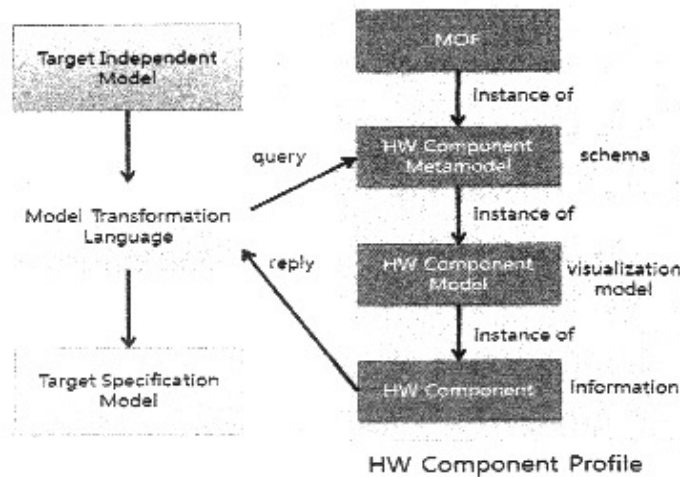 Target Independent
Model
MOF
instance of
query
HW Component
Metamodel
schema
instance of
Model Transformation
Language
reply
HW Component
Model
visualization
model
instance of
Target Specification
Model
HW Component
information
HW Component Profile